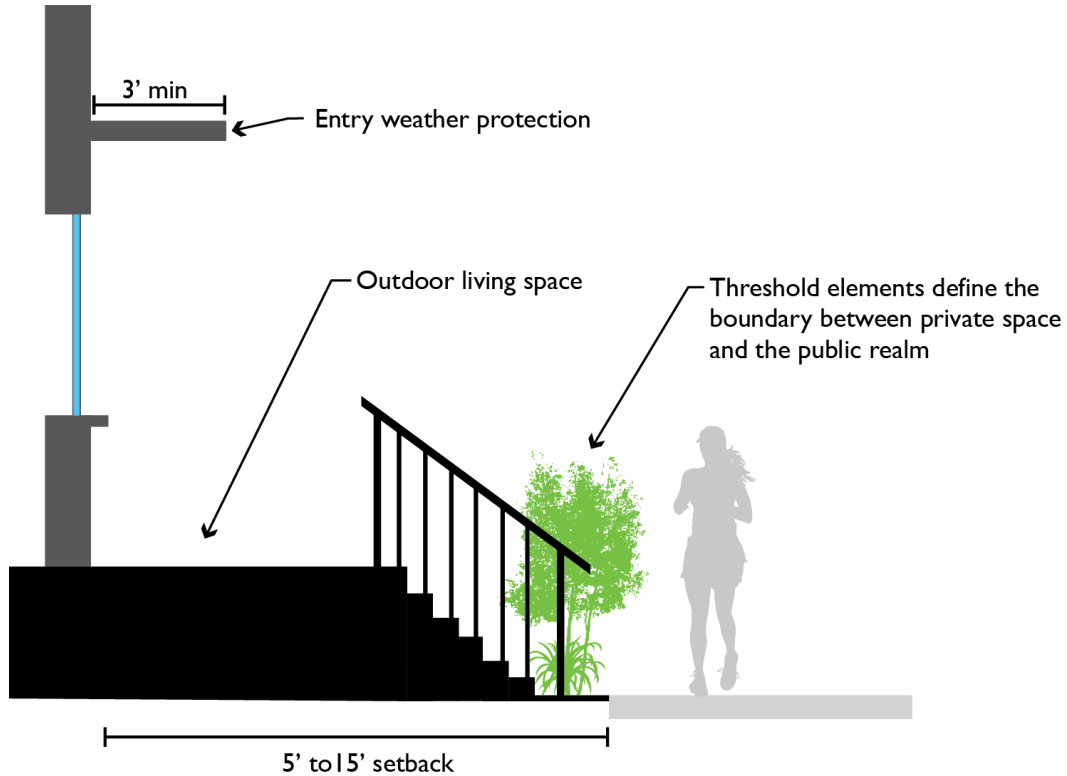 3’ min
Entry weather protection
Outdoor living space
Threshold elements define the
boundary between private space
and the public realm
5’ to15’ setback